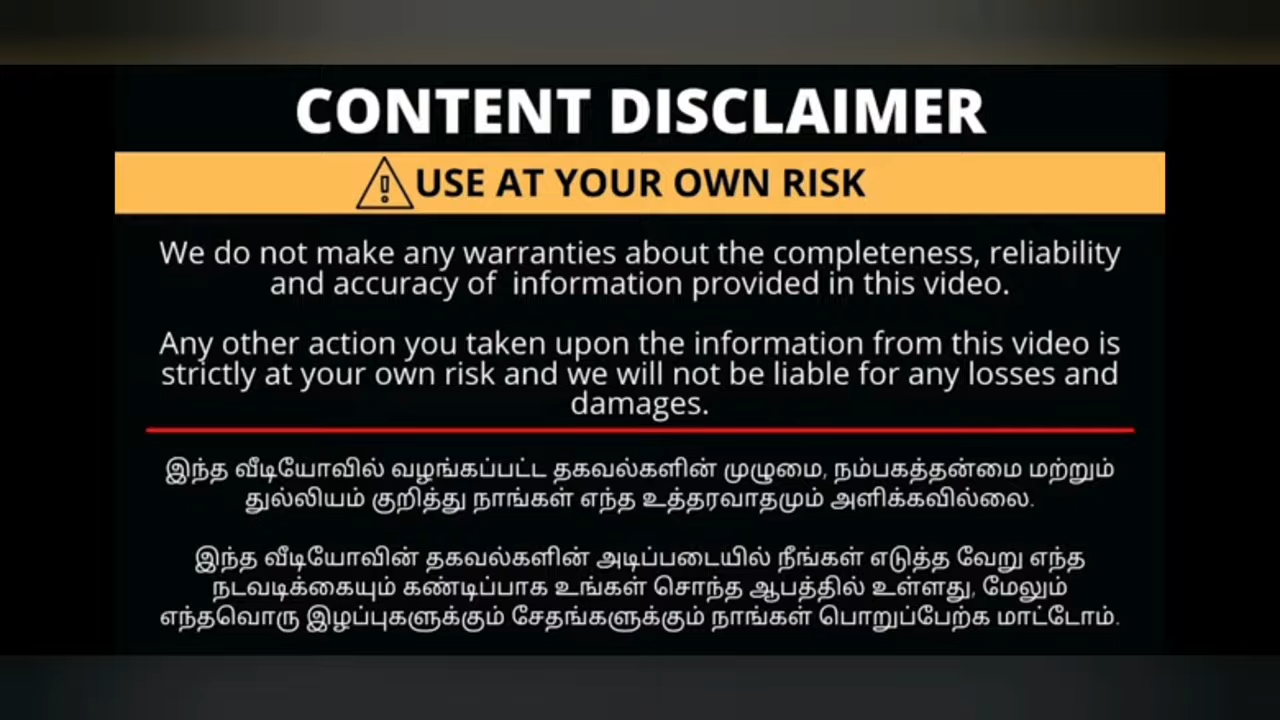 CONTENT DISCLAIMER
USE AT YOUR OWN RISK
We do not make any warranties about the completeness, reliability
and accuracy of information provided in this video.
Any other action you taken upon the information from this video is
strictly at your own risk and we will not be liable for any losses and
damages.
இந்த வீடியோவில் வழங்கப்பட்ட தகவல்களின் முழுமை, நம்பகத்தன்மை மற்றும்
துல்லியம் குறித்து நாங்கள் எந்த உத்தரவாதமும் அளிக்கவில்லை.
இந்த வீடியோவின் தகவல்களின் அடிப்படையில் நீங்கள் எடுத்த வேறு எந்த
நடவடிக்கையும் கண்டிப்பாக உங்கள் சொந்த ஆபத்தில் உள்ளது, மேலும்
எந்தவொரு இழப்புகளுக்கும் சேதங்களுக்கும் நாங்கள் பொறுப்பேற்க மாட்டோம்.